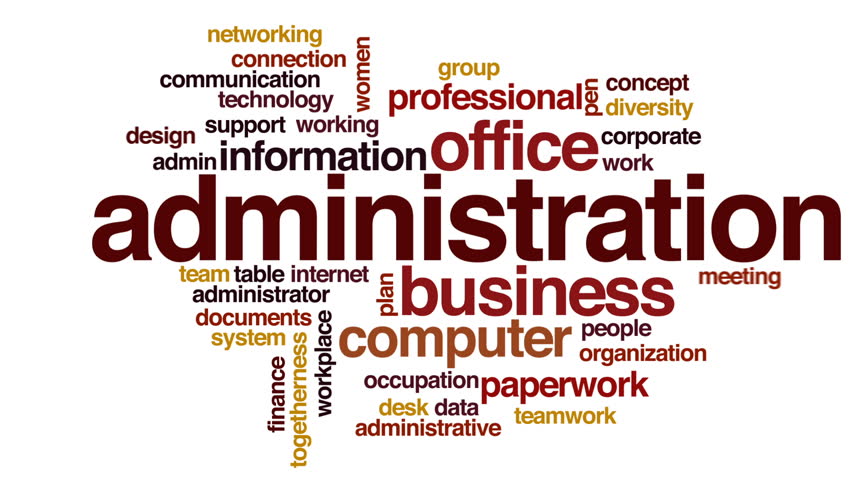 networking
connection
women
group
communication
professional
pen
concept
technology
diversity
support
working
office
design
corporate
admin
information
work
administration
team
table
internet
meeting
plan
business
administrator
documents
computer
people
system
workplace
togetherness
organization
finance
occupation
paperwork
desk
data
teamwork
administrative